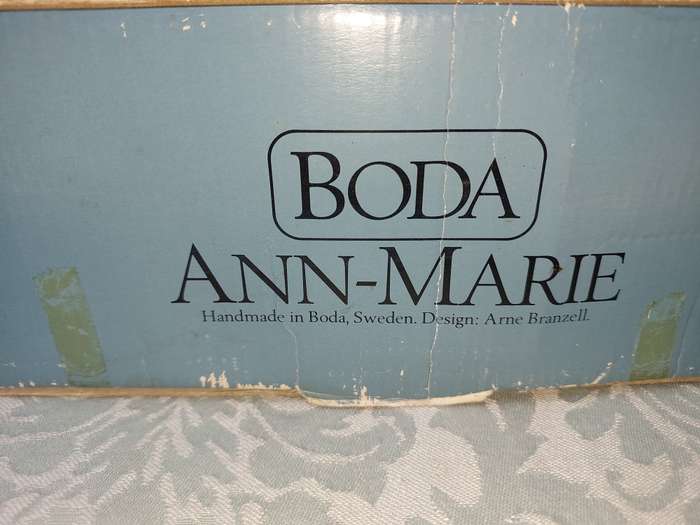 BODA
ANN-MARIE
Handmade in Boda, Sweden. Design: Arne Branzell.